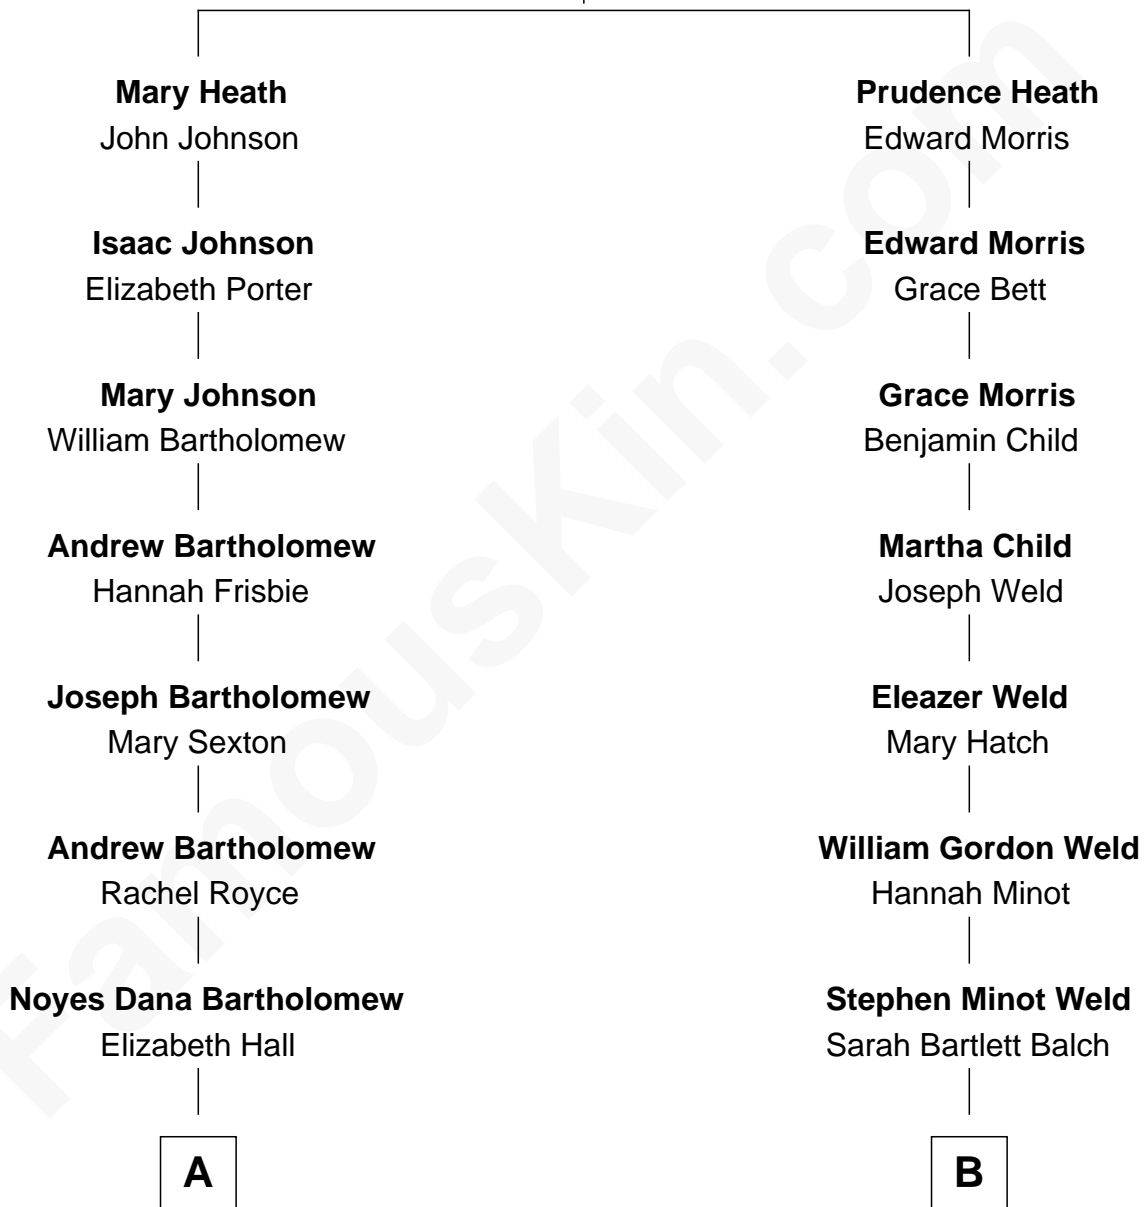 Mary Heath
John Johnson
Isaac Johnson
Elizabeth Porter
Mary Johnson
William Bartholomew
Andrew Bartholomew
Hannah Frisbie
Joseph Bartholomew
Mary Sexton
Andrew Bartholomew
Rachel Royce
Noyes Dana Bartholomew
Elizabeth Hall
A
Prudence Heath
Edward Morris
Edward Morris
Grace Bett
Grace Morris
Benjamin Child
Martha Child
Joseph Weld
Eleazer Weld
Mary Hatch
William Gordon Weld
Hannah Minot
Stephen Minot Weld
Sarah Bartlett Balch
B
FamousKin.com